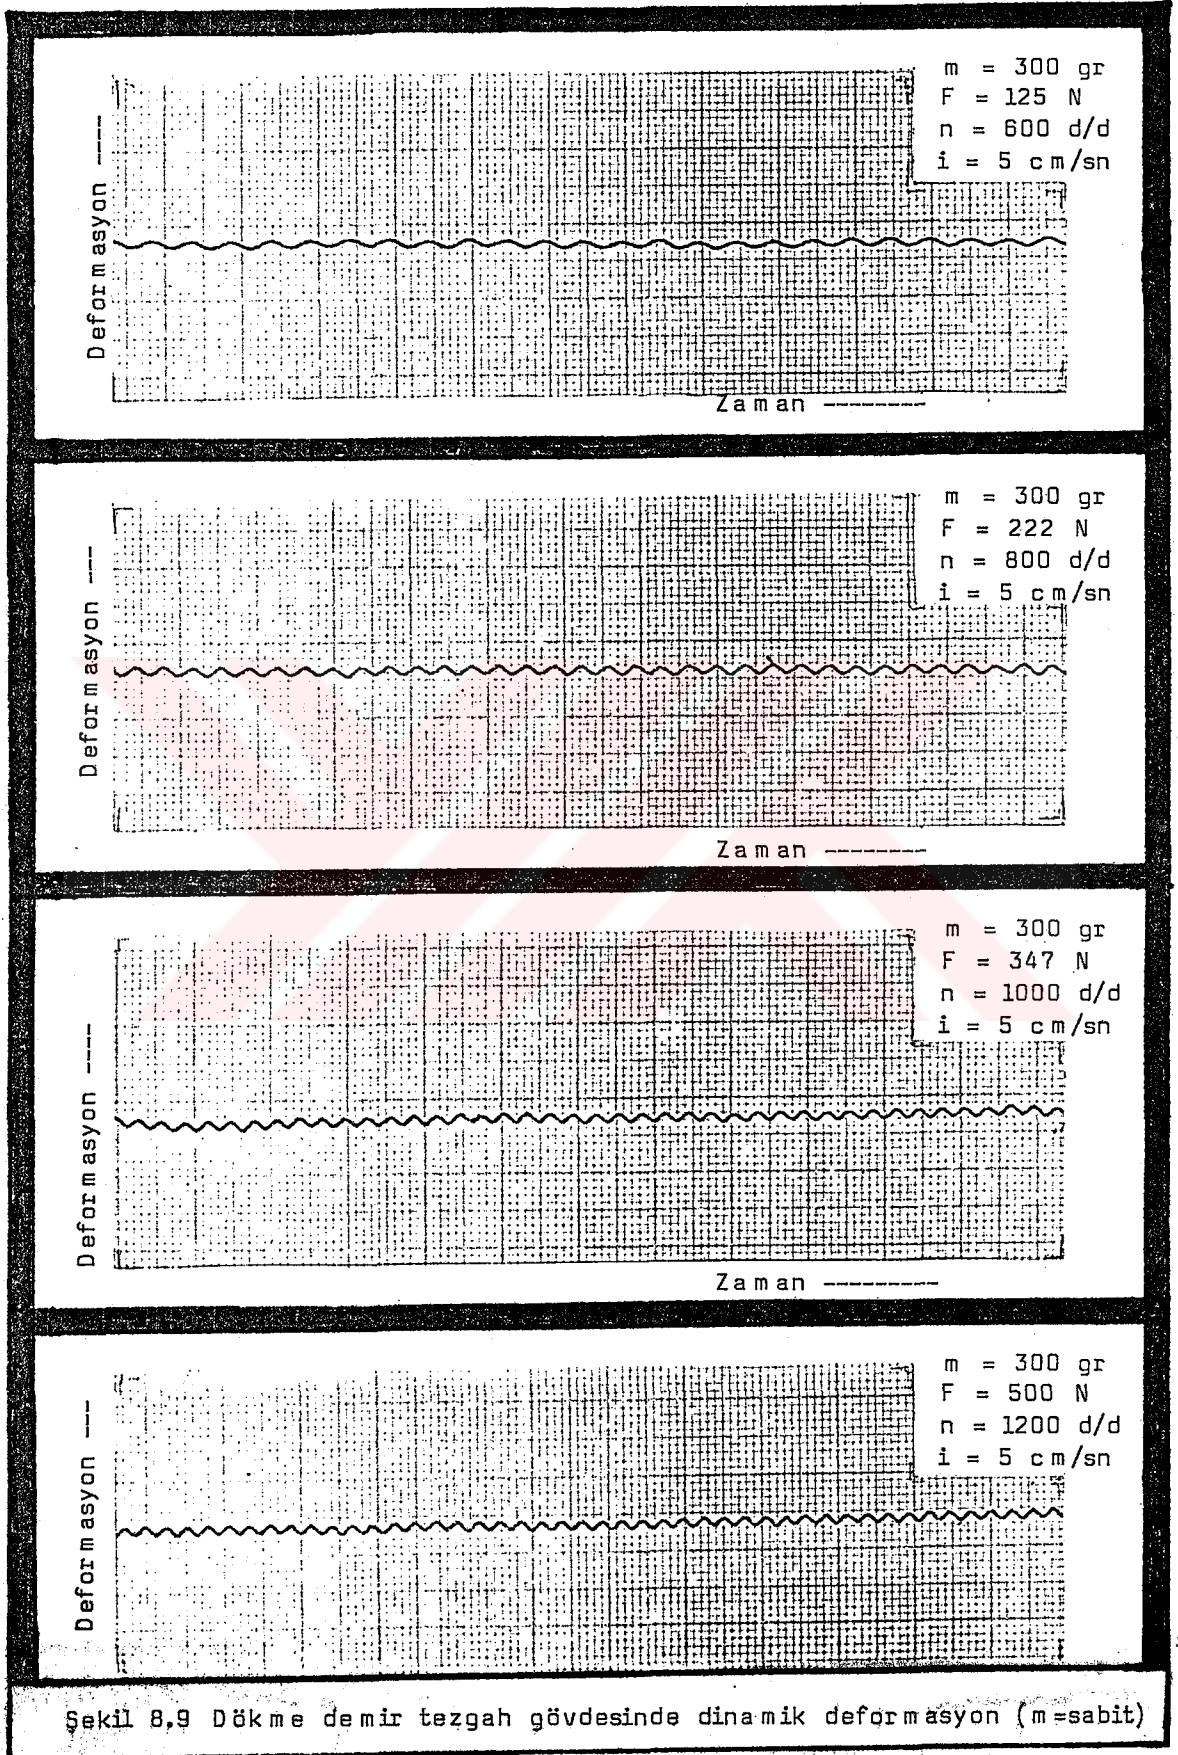 m = 300 gr
F = 125 N
n = 600 d/d
i = 5 cm/sn
Deformasyon ----
Zaman --------
m = 300 gr
F = 222 N
n = 800 d/d
i = 5 cm/sn
Deformasyon ---
Zaman --------
m = 300 gr
F = 347 N
n = 1000 d/d
i = 5 cm/sn
Deformasyon ----
Zaman ---------
m = 300 gr
F = 500 N
n = 1200 d/d
i = 5 cm/sn
Deformasyon ---
Şekil 8.9 Dökme demir tezgah gövdesinde dinamik deformasyon (m=sabit)